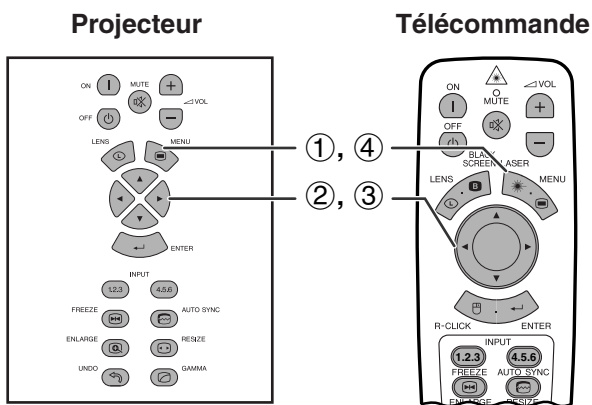 Projecteur
Télécommande
ON
MUTE
VOL
OFF
LENS
MENU
L
ENTER
INPUT
1.2.3
4.5.6
FREEZE
AUTO SYNC
ENLARGE
RESIZE
UNDO
GAMMA
①, ④
②, ③
ON
MUTE
VOL
OFF
BLACK
SCREEN
LASER
LENS
MENU
B
L
R-CLICK
ENTER
INPUT
1.2.3
4.5.6
FREEZE
AUTO SYNC
ENLARGE
RESIZE